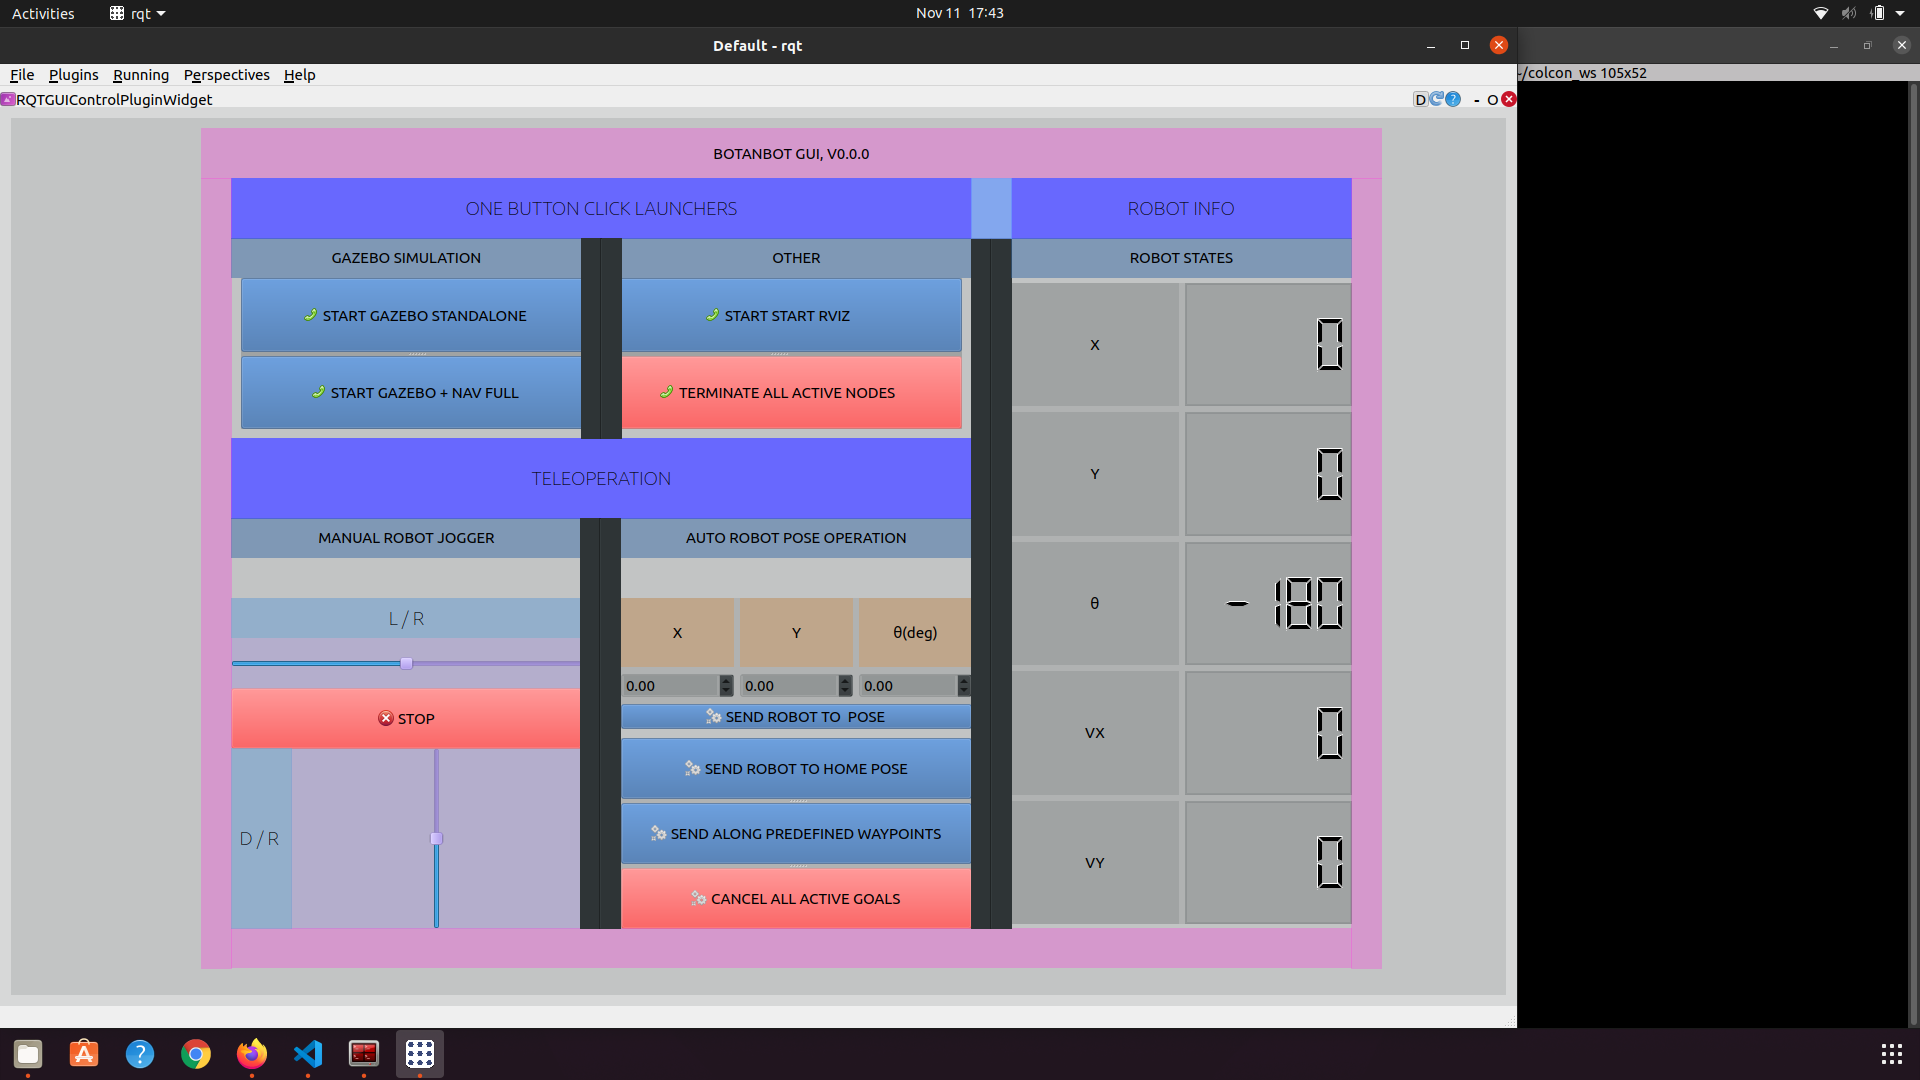 Activities rqt Nov 11 17:43
Default - rqt
File Plugins Running Perspectives Help
~/colcon_ws 105x52
RQTGUIControlPluginWidget D ? - O
BOTANBOT GUI, V0.0.0
ONE BUTTON CLICK LAUNCHERS
ROBOT INFO
GAZEBO SIMULATION
OTHER
ROBOT STATES
START GAZEBO STANDALONE
START START RVIZ
START GAZEBO + NAV FULL
TERMINATE ALL ACTIVE NODES
X 0
Y 0
TELEOPERATION
MANUAL ROBOT JOGGER
AUTO ROBOT POSE OPERATION
θ -180
L / R
X Y θ(deg)
0.00 0.00 0.00
STOP
SEND ROBOT TO  POSE
VX 0
SEND ROBOT TO HOME POSE
D / R
SEND ALONG PREDEFINED WAYPOINTS
VY 0
CANCEL ALL ACTIVE GOALS